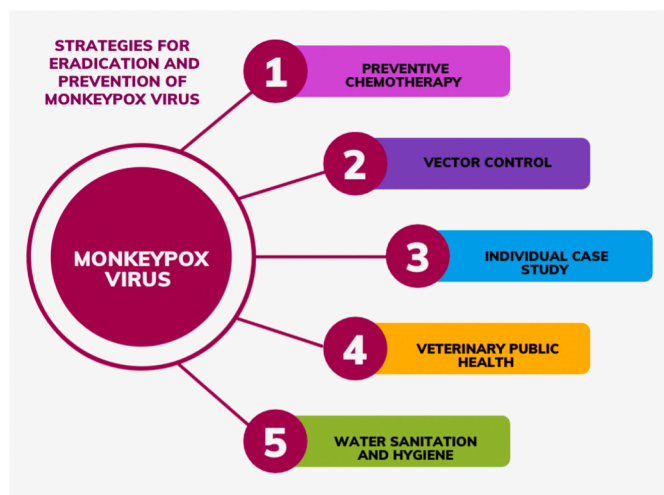 STRATEGIES FOR
ERADICATION AND
PREVENTION OF
MONKEYPOX VIRUS
MONKEYPOX
VIRUS
1
PREVENTIVE
CHEMOTHERAPY
2
VECTOR CONTROL
3
INDIVIDUAL CASE
STUDY
4
VETERINARY PUBLIC
HEALTH
5
WATER SANITATION
AND HYGIENE